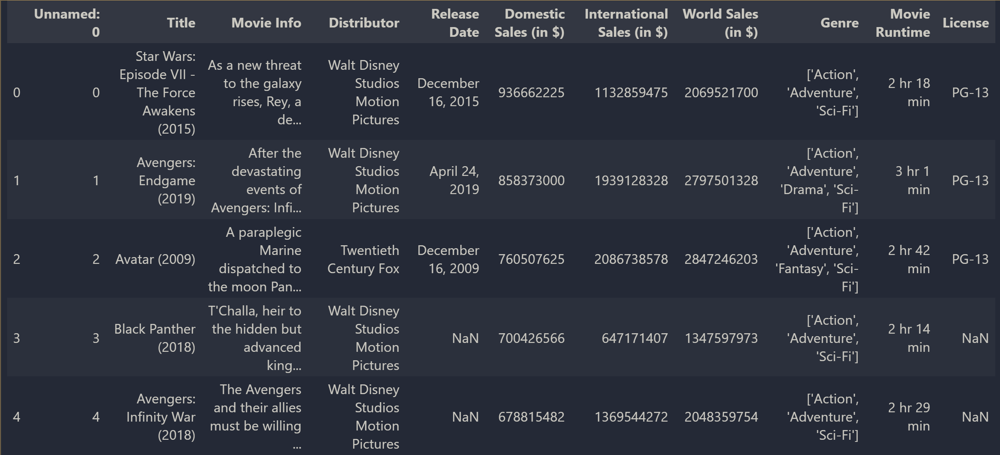 Unnamed: 0 Title Movie Info Distributor Release Date Domestic Sales (in $) International Sales (in $) World Sales (in $) Genre Movie Runtime License
0 0 Star Wars: Episode VII - The Force Awakens (2015) As a new threat to the galaxy rises, Rey, a de... Walt Disney Studios Motion Pictures December 16, 2015 936662225 1132859475 2069521700 ['Action', 'Adventure', 'Sci-Fi'] 2 hr 18 min PG-13
1 1 Avengers: Endgame (2019) After the devastating events of Avengers: Infi... Walt Disney Studios Motion Pictures April 24, 2019 858373000 1939128328 2797501328 ['Action', 'Adventure', 'Drama', 'Sci-Fi'] 3 hr 1 min PG-13
2 2 Avatar (2009) A paraplegic Marine dispatched to the moon Pan... Twentieth Century Fox December 16, 2009 760507625 2086738578 2847246203 ['Action', 'Adventure', 'Fantasy', 'Sci-Fi'] 2 hr 42 min PG-13
3 3 Black Panther (2018) T'Challa, heir to the hidden but advanced king... Walt Disney Studios Motion Pictures NaN 700426566 647171407 1347597973 ['Action', 'Adventure', 'Sci-Fi'] 2 hr 14 min NaN
4 4 Avengers: Infinity War (2018) The Avengers and their allies must be willing ... Walt Disney Studios Motion Pictures NaN 678815482 1369544272 2048359754 ['Action', 'Adventure', 'Sci-Fi'] 2 hr 29 min NaN